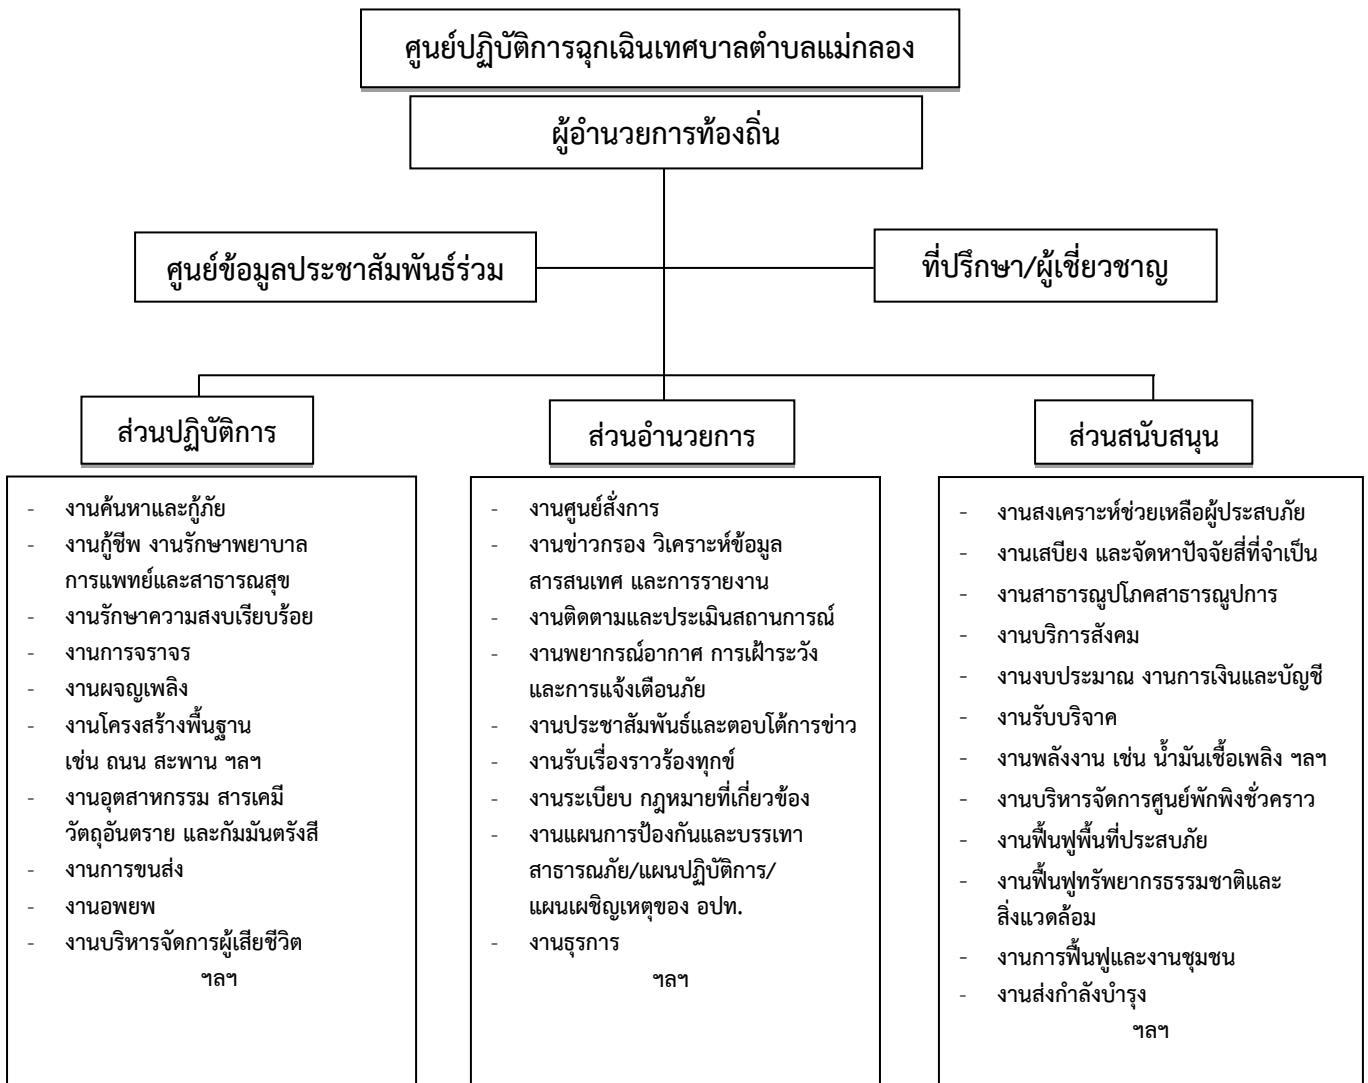 ศูนย์ปฏิบัติการฉุกเฉินเทศบาลตำบลแม่กลอง
ผู้อำนวยการท้องถิ่น
ศูนย์ข้อมูลประชาสัมพันธ์ร่วม
ที่ปรึกษา/ผู้เชี่ยวชาญ
ส่วนปฏิบัติการ
- งานค้นหาและกู้ภัย
- งานกู้ชีพ งานรักษาพยาบาล
การแพทย์และสาธารณสุข
- งานรักษาความสงบเรียบร้อย
- งานการจราจร
- งานผจญเพลิง
- งานโครงสร้างพื้นฐาน
เช่น ถนน สะพาน ฯลฯ
- งานอุตสาหกรรม สารเคมี
วัตถุอันตราย และกัมมันตรังสี
- งานการขนส่ง
- งานอพยพ
- งานบริหารจัดการผู้เสียชีวิต
ฯลฯ
ส่วนอำนวยการ
- งานศูนย์สั่งการ
- งานข่าวกรอง วิเคราะห์ข้อมูล
สารสนเทศ และการรายงาน
- งานติดตามและประเมินสถานการณ์
- งานพยากรณ์อากาศ การเฝ้าระวัง
และการแจ้งเตือนภัย
- งานประชาสัมพันธ์และตอบโต้การข่าว
- งานรับเรื่องราวร้องทุกข์
- งานระเบียบ กฎหมายที่เกี่ยวข้อง
- งานแผนการป้องกันและบรรเทา
สาธารณภัย/แผนปฏิบัติการ/
แผนเผชิญเหตุของ อปท.
- งานธุรการ
ฯลฯ
ส่วนสนับสนุน
- งานสงเคราะห์ช่วยเหลือผู้ประสบภัย
- งานเสบียง และจัดหาปัจจัยสี่ที่จำเป็น
- งานสาธารณูปโภคสาธารณูปการ
- งานบริการสังคม
- งานงบประมาณ งานการเงินและบัญชี
- งานรับบริจาค
- งานพลังงาน เช่น น้ำมันเชื้อเพลิง ฯลฯ
- งานบริหารจัดการศูนย์พักพิงชั่วคราว
- งานฟื้นฟูพื้นที่ประสบภัย
- งานฟื้นฟูทรัพยากรธรรมชาติและ
สิ่งแวดล้อม
- งานการฟื้นฟูและงานชุมชน
- งานส่งกำลังบำรุง
ฯลฯ